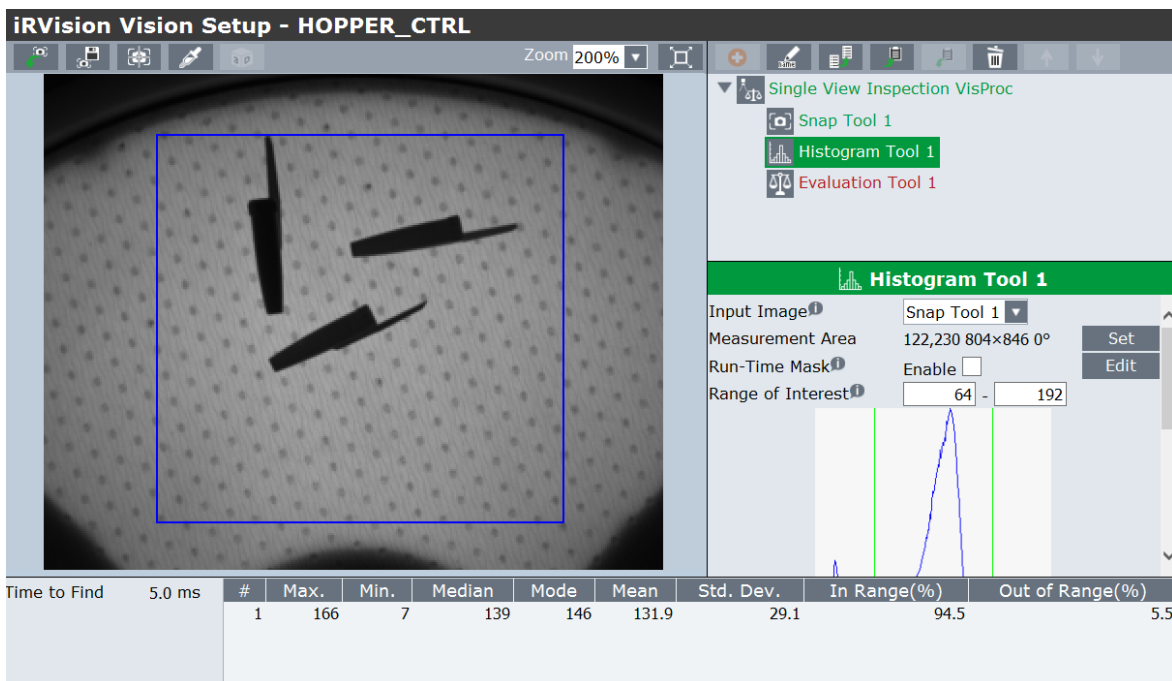 iRVision Vision Setup - HOPPER_CTRL
Zoom 200%
Single View Inspection VisProc
Snap Tool 1
Histogram Tool 1
Evaluation Tool 1
Histogram Tool 1
Input Image Snap Tool 1
Measurement Area 122,230 804×846 0° Set
Run-Time Mask Enable Edit
Range of Interest 64 - 192
Time to Find 5.0 ms
# Max. Min. Median Mode Mean Std. Dev. In Range(%) Out of Range(%)
1 166 7 139 146 131.9 29.1 94.5 5.5